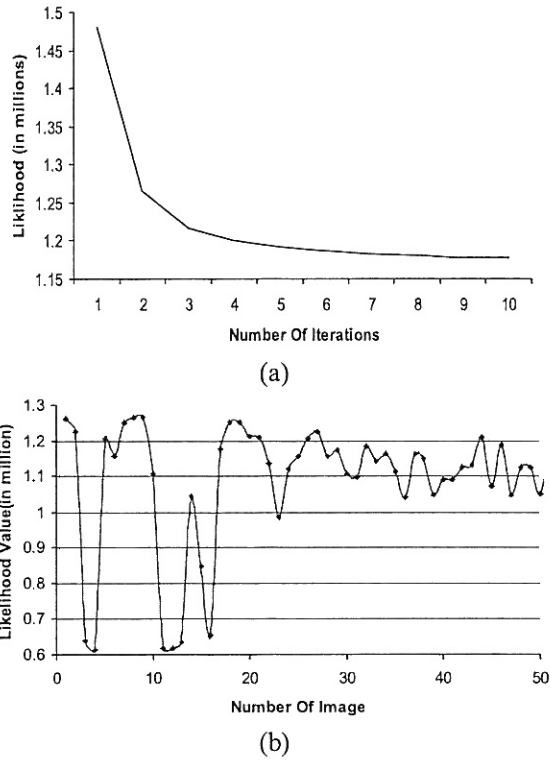 1.5
1.45
1.4
1.35
1.3
1.25
1.2
1.15
Liklihood (in millions)
1 2 3 4 5 6 7 8 9 10
Number Of Iterations
(a)
1.3
1.2
1.1
1
0.9
0.8
0.7
0.6
Likelihood Value(in million)
0 10 20 30 40 50
Number Of Image
(b)